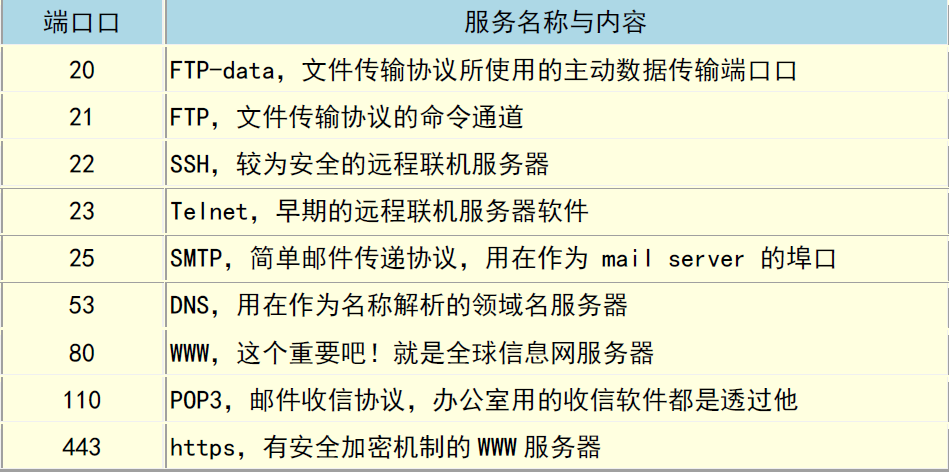 端口口 服务名称与内容
20 FTP-data，文件传输协议所使用的主动数据传输端口口
21 FTP，文件传输协议的命令通道
22 SSH，较为安全的远程联机服务器
23 Telnet，早期的远程联机服务器软件
25 SMTP，简单邮件传递协议，用在作为 mail server 的埠口
53 DNS，用在作为名称解析的领域名服务器
80 WWW，这个重要吧！就是全球信息网服务器
110 POP3，邮件收信协议，办公室用的收信软件都是透过他
443 https，有安全加密机制的WWW服务器